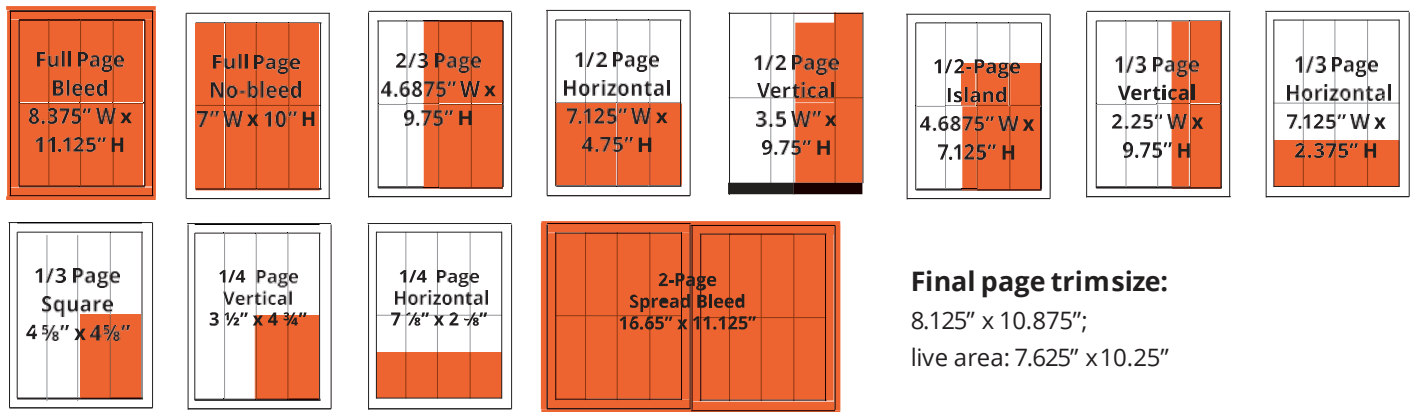 Full Page
Bleed
8.375” W x
11.125” H
Full Page
No-bleed
7” W x 10” H
2/3 Page
4.6875” W x
9.75” H
1/2 Page
Horizontal
7.125” W x
4.75” H
1/2 Page
Vertical
3.5 W” x
9.75” H
1/2-Page
Island
4.6875” W x
7.125” H
1/3 Page
Vertical
2.25” W x
9.75” H
1/3 Page
Horizontal
7.125” W x
2.375” H
1/3 Page
Square
4 ⅝” x 4⅝”
1/4 Page
Vertical
3 ½” x 4 ¾”
1/4 Page
Horizontal
7 x 2
2-Page
Spread Bleed
16.65” x 11.125”
Final page trimsize:
8.125” x 10.875”;
live area: 7.625” x10.25”